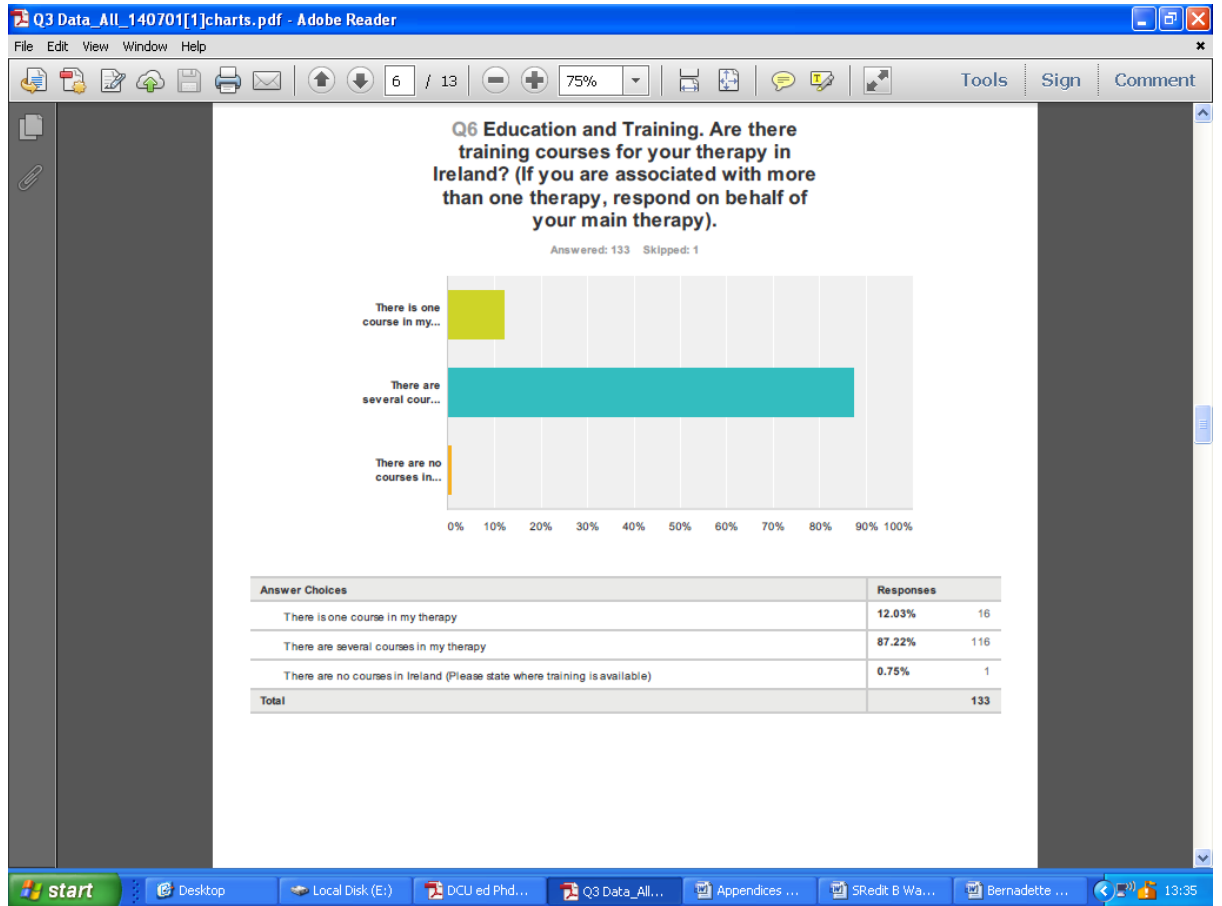 Q3 Data_All_140701[1]charts.pdf - Adobe Reader
File Edit View Window Help
6 / 13 75% Tools Sign Comment
Q6 Education and Training. Are there
training courses for your therapy in
Ireland? (If you are associated with more
than one therapy, respond on behalf of
your main therapy).
Answered: 133 Skipped: 1
There is one
course in my...
There are
several cour...
There are no
courses in...
0% 10% 20% 30% 40% 50% 60% 70% 80% 90% 100%
Answer Choices Responses
There is one course in my therapy 12.03% 16
There are several courses in my therapy 87.22% 116
There are no courses in Ireland (Please state where training is available) 0.75% 1
Total 133
start Desktop Local Disk (E:) DCU ed Phd... Q3 Data_All... Appendices ... SRedit B Wa... Bernadette ... 13:35